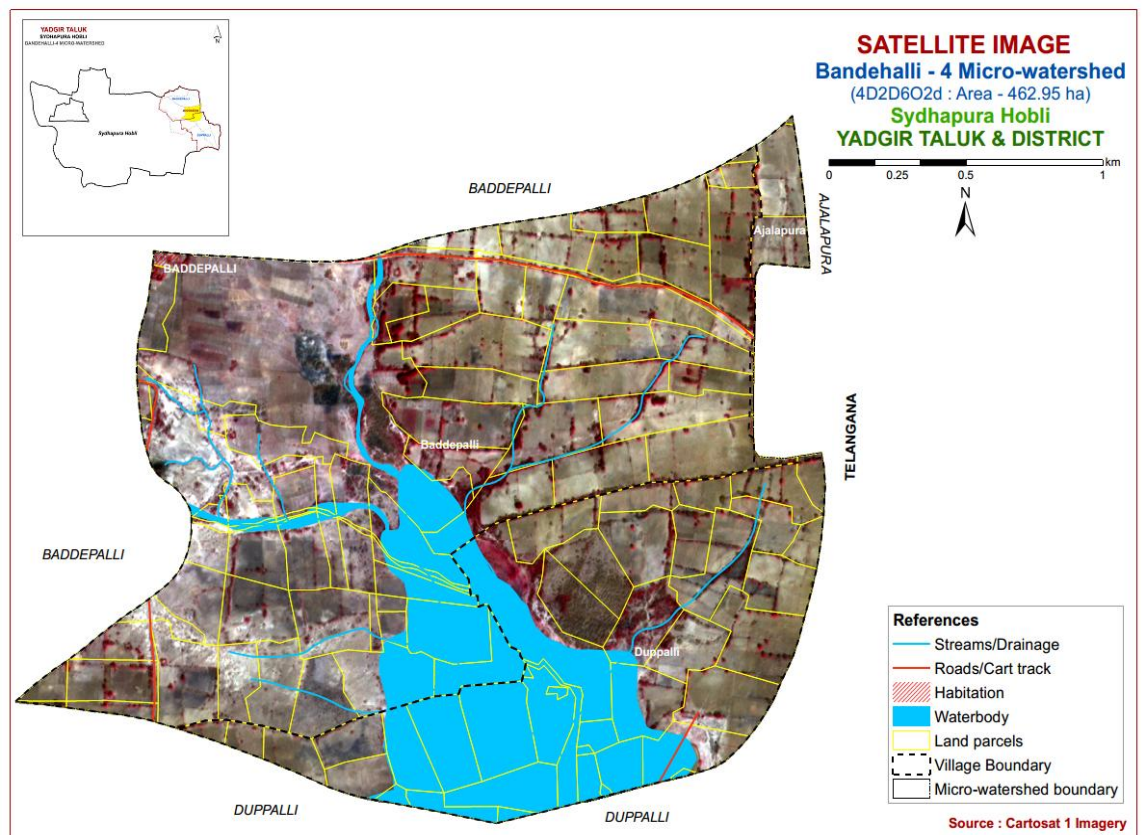 YADGIR TALUK
SYDHAPURA HOBLI
BANDEHALLI-4 MICRO-WATERSHED
N
Sydhapura Hobli
SATELLITE IMAGE
Bandehalli - 4 Micro-watershed
(4D2D6O2d : Area - 462.95 ha)
Sydhapura Hobli
YADGIR TALUK & DISTRICT
km
0 0.25 0.5 1
N
BADDEPALLI
AJALAPURA
Ajalapura
BADDEPALLI
Baddepalli
TELANGANA
BADDEPALLI
Duppalli
DUPPALLI
DUPPALLI
References
Streams/Drainage
Roads/Cart track
Habitation
Waterbody
Land parcels
Village Boundary
Micro-watershed boundary
Source : Cartosat 1 Imagery